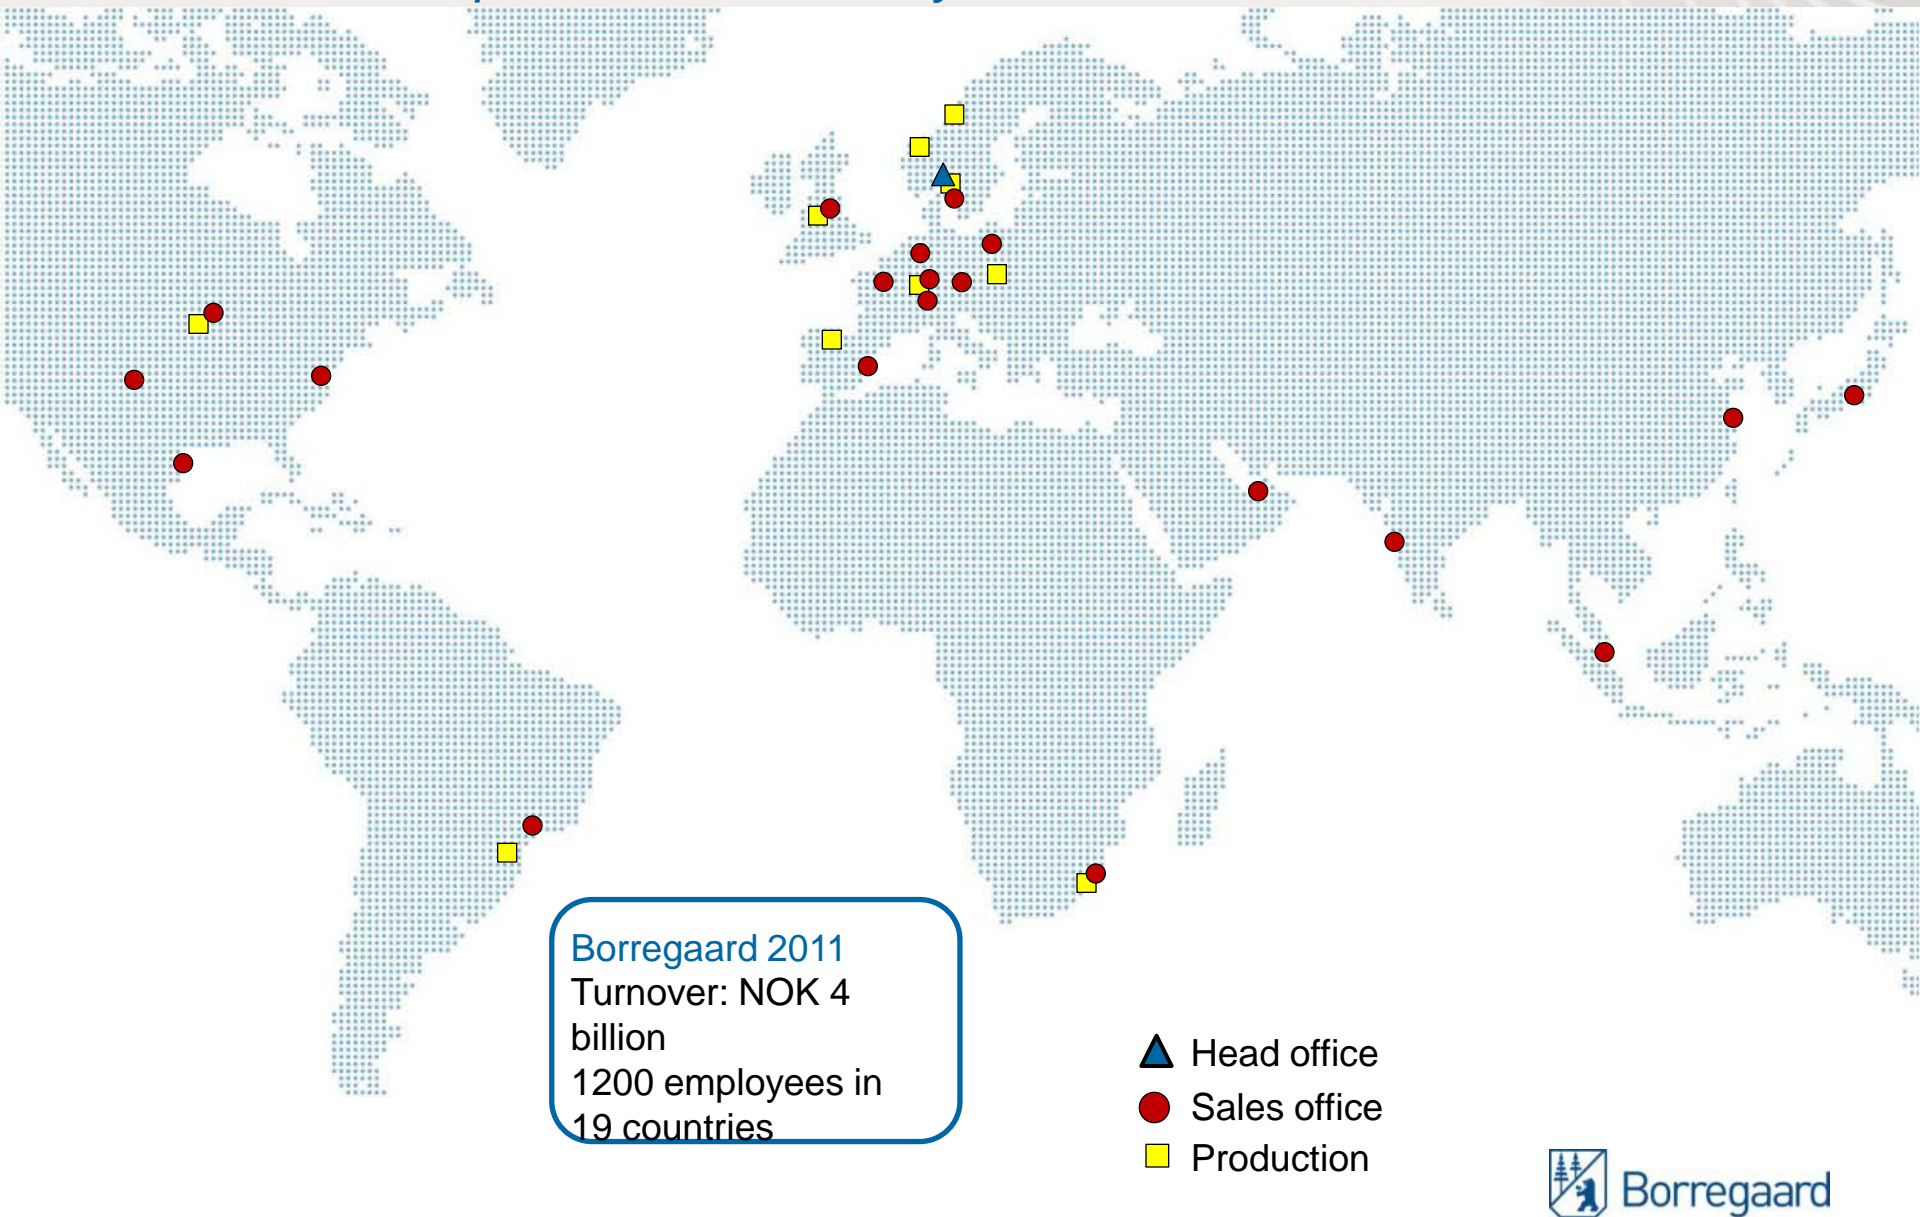 Borregaard 2011
Turnover: NOK 4
billion
1200 employees in
19 countries
Head office
Sales office
Production
Borregaard